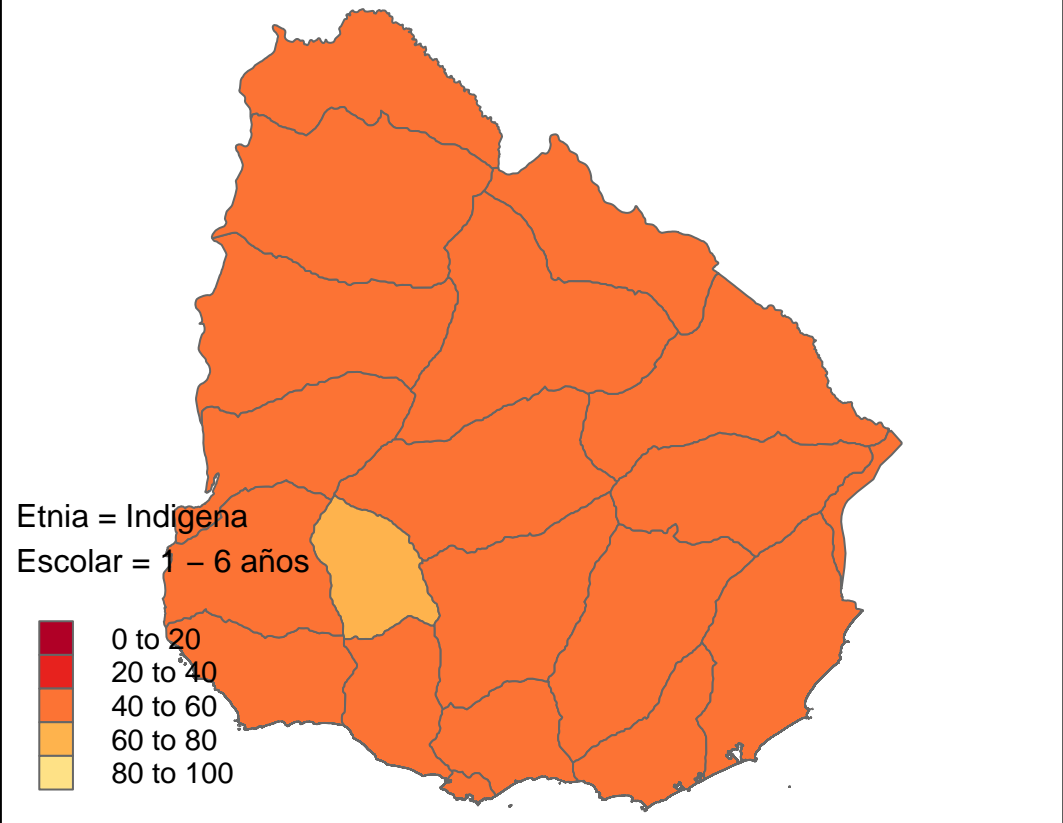 Etnia = Indigena
Escolar = 1 − 6 años
0 to 20
20 to 40
40 to 60
60 to 80
80 to 100